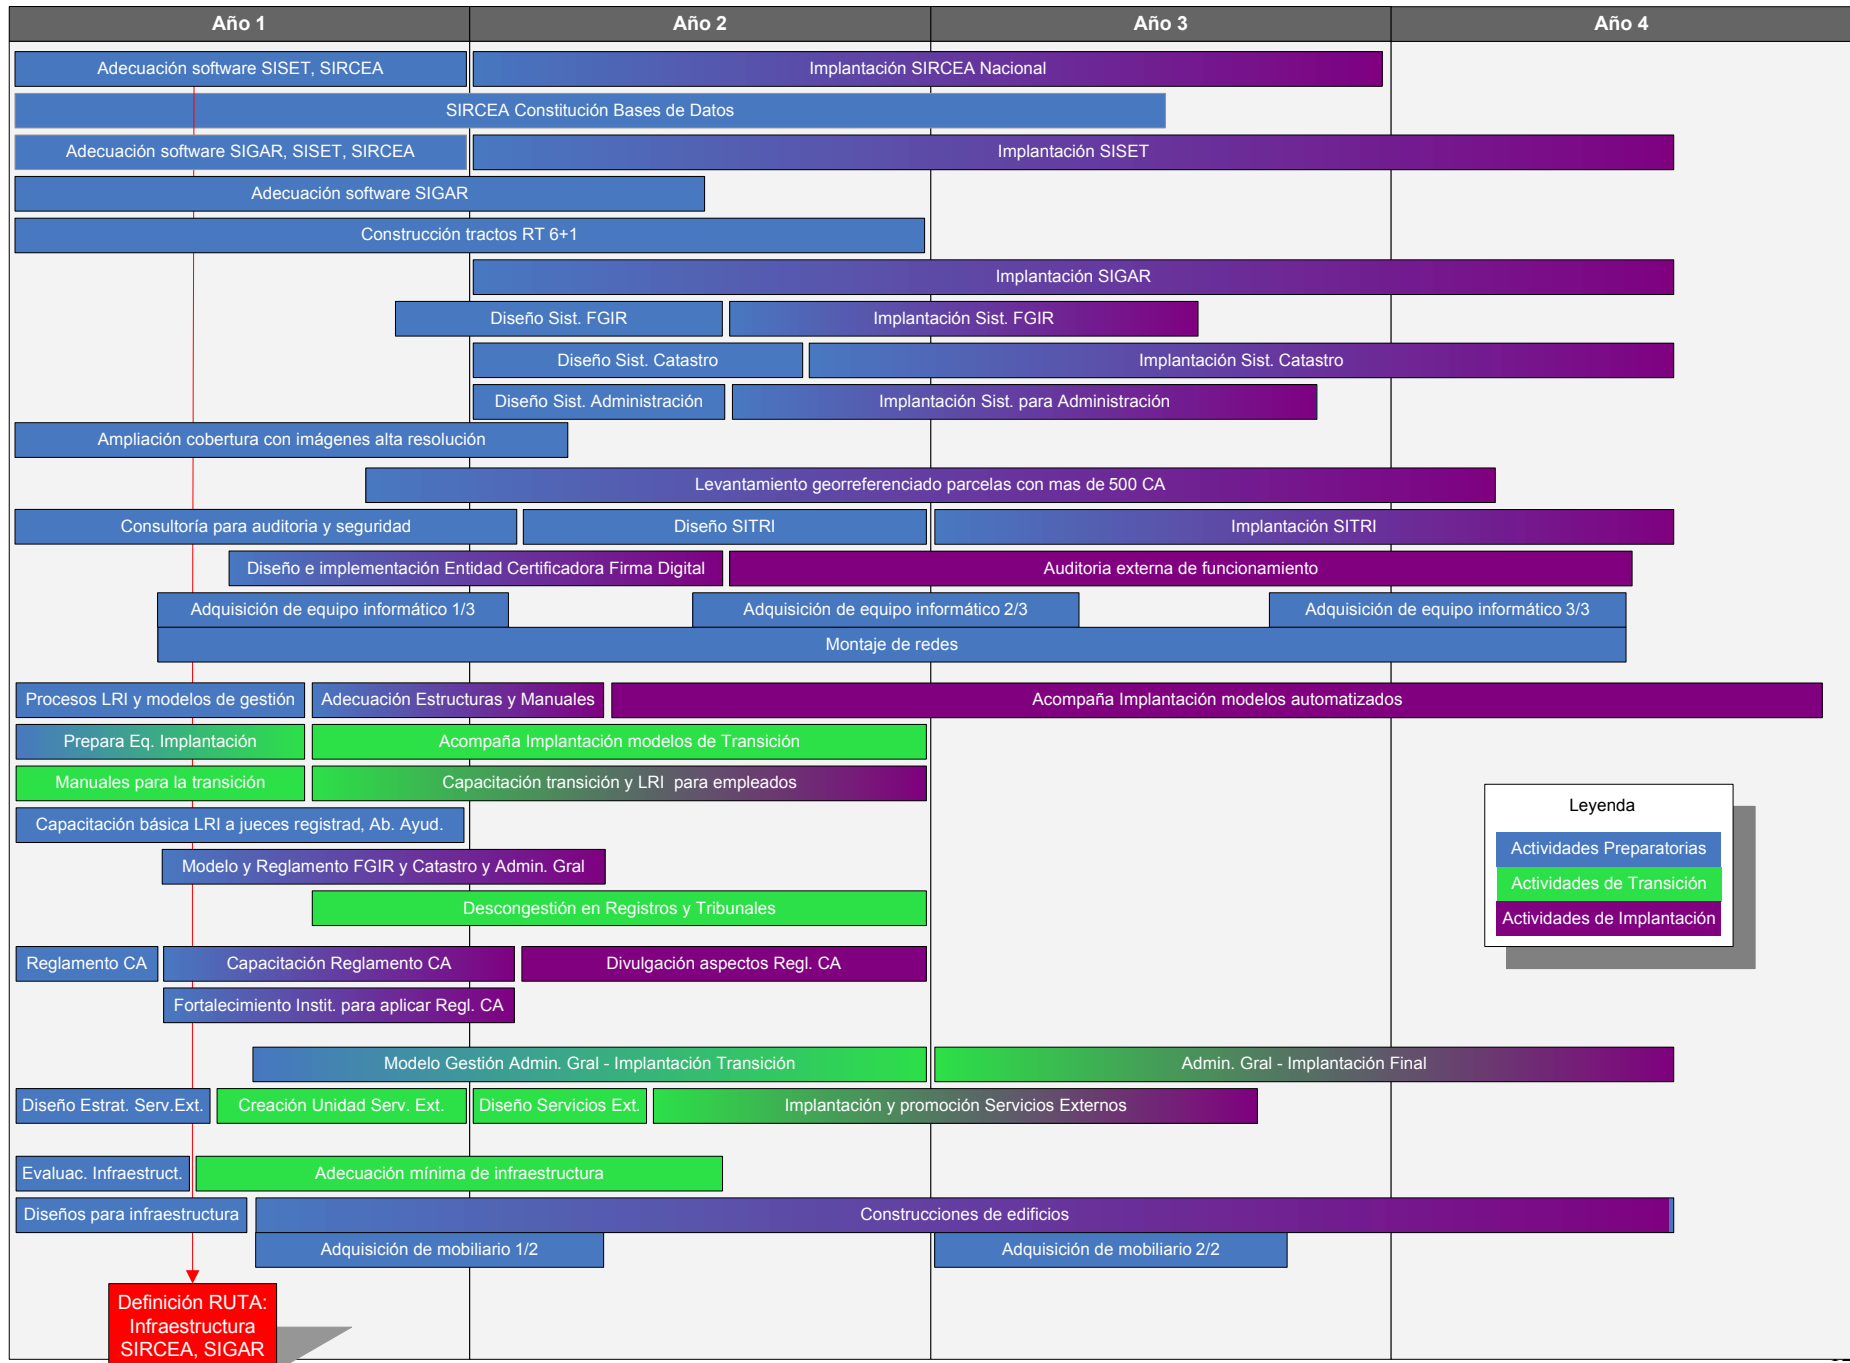 Año 1 Año 2 Año 3 Año 4
Adecuación software SISET, SIRCEA Implantación SIRCEA Nacional
SIRCEA Constitución Bases de Datos
Adecuación software SIGAR, SISET, SIRCEA Implantación SISET
Adecuación software SIGAR
Construcción tractos RT 6+1
Implantación SIGAR
Diseño Sist. FGIR Implantación Sist. FGIR
Diseño Sist. Catastro Implantación Sist. Catastro
Diseño Sist. Administración Implantación Sist. para Administración
Ampliación cobertura con imágenes alta resolución
Levantamiento georreferenciado parcelas con mas de 500 CA
Consultoría para auditoria y seguridad Diseño SITRI Implantación SITRI
Diseño e implementación Entidad Certificadora Firma Digital Auditoria externa de funcionamiento
Adquisición de equipo informático 1/3 Adquisición de equipo informático 2/3 Adquisición de equipo informático 3/3
Montaje de redes
Procesos LRI y modelos de gestión Adecuación Estructuras y Manuales Acompaña Implantación modelos automatizados
Prepara Eq. Implantación Acompaña Implantación modelos de Transición
Manuales para la transición Capacitación transición y LRI para empleados
Capacitación básica LRI a jueces registrad, Ab. Ayud.
Modelo y Reglamento FGIR y Catastro y Admin. Gral
Descongestión en Registros y Tribunales
Leyenda
Actividades Preparatorias
Actividades de Transición
Actividades de Implantación
Reglamento CA Capacitación Reglamento CA Divulgación aspectos Regl. CA
Fortalecimiento Instit. para aplicar Regl. CA
Modelo Gestión Admin. Gral - Implantación Transición Admin. Gral - Implantación Final
Diseño Estrat. Serv.Ext. Creación Unidad Serv. Ext. Diseño Servicios Ext. Implantación y promoción Servicios Externos
Evaluac. Infraestruct. Adecuación mínima de infraestructura
Diseños para infraestructura Construcciones de edificios
Adquisición de mobiliario 1/2 Adquisición de mobiliario 2/2
Definición RUTA:
Infraestructura
SIRCEA, SIGAR